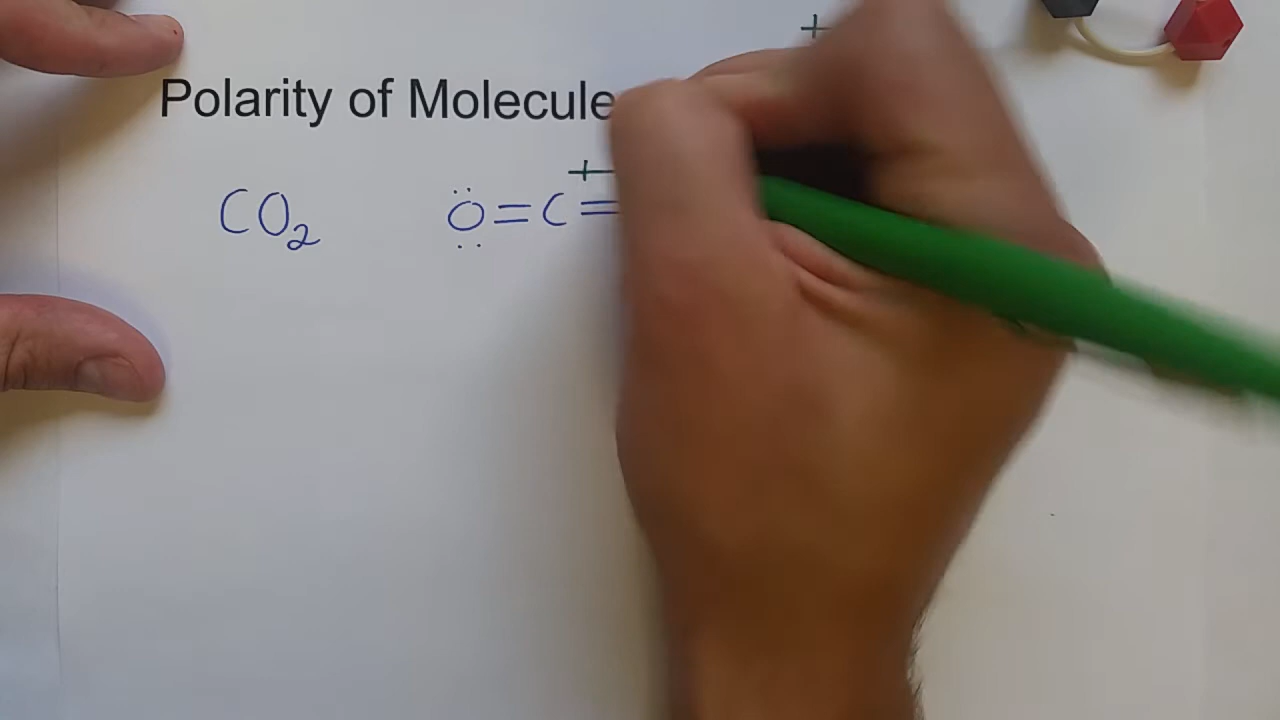 +
Polarity of Molecule
+
CO₂ Ö=C=